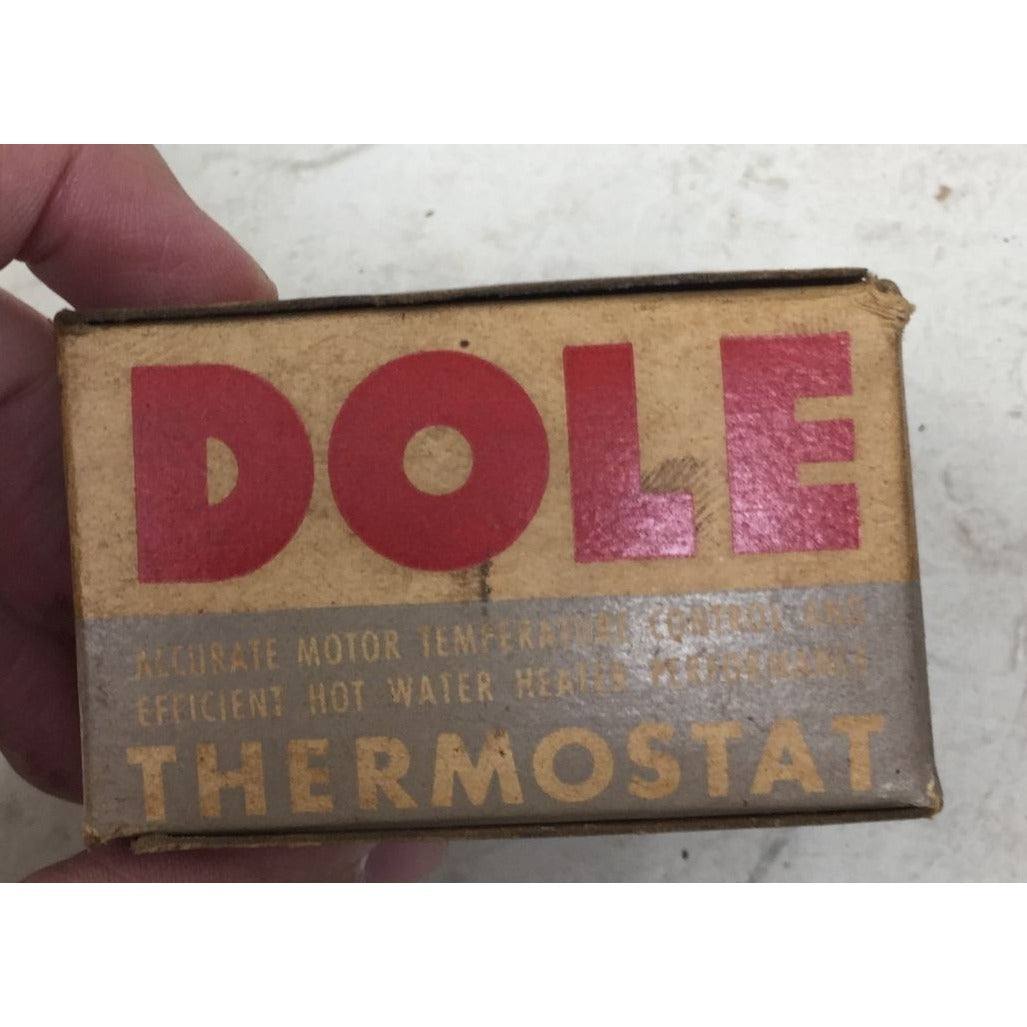 DOLE
ACCURATE MOTOR TEMPERATURE CONTROL AND
EFFICIENT HOT WATER HEATER PERFORMANCE
THERMOSTAT